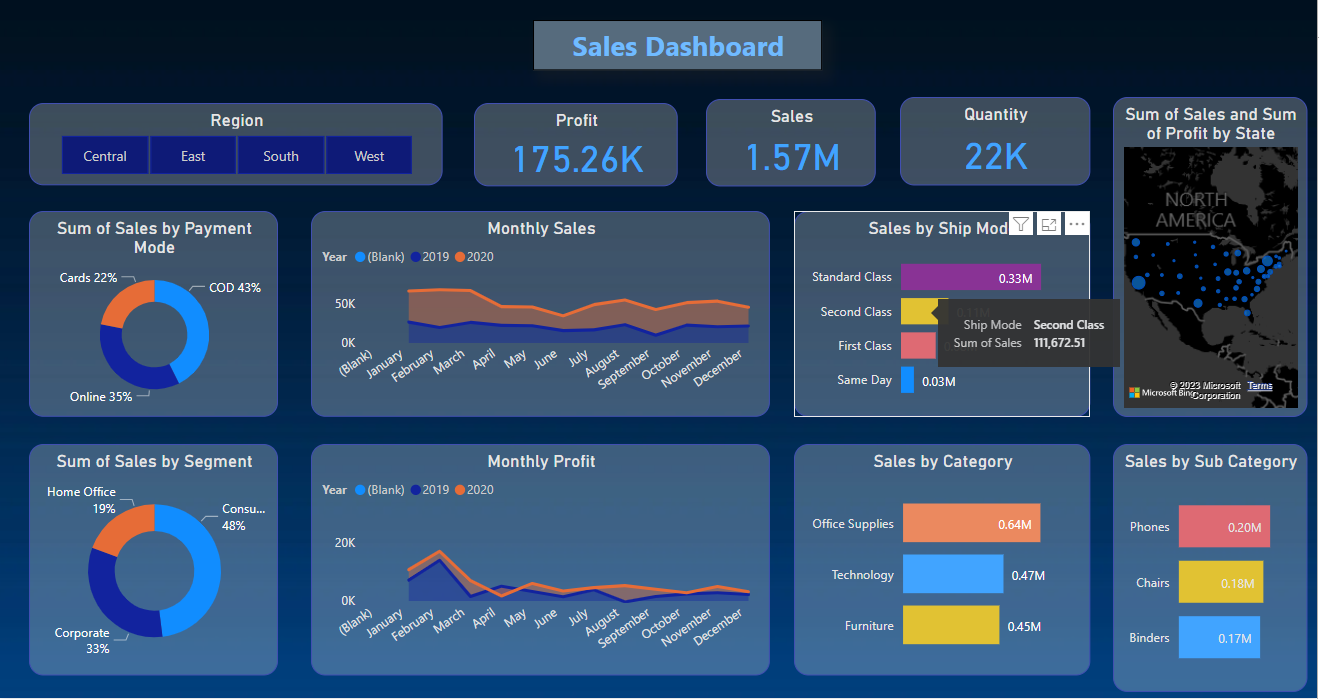 Sales Dashboard
Region
Central East South West
Profit
175.26K
Sales
1.57M
Quantity
22K
Sum of Sales and Sum
of Profit by State
NORTH
AMERICA
© 2023 Microsoft
Corporation
Terms
Microsoft Bing
Sum of Sales by Payment
Mode
Cards 22%
COD 43%
Online 35%
Monthly Sales
Year (Blank) 2019 2020
50K
0K
(Blank) January February March April May June July August September October November December
Sales by Ship Mod
...
Standard Class 0.33M
Second Class
First Class
Same Day 0.03M
Ship Mode Second Class
Sum of Sales 111,672.51
Sum of Sales by Segment
Home Office
19%
Consu...
48%
Corporate
33%
Monthly Profit
Year (Blank) 2019 2020
20K
0K
(Blank) January February March April May June July August September October November December
Sales by Category
Office Supplies 0.64M
Technology 0.47M
Furniture 0.45M
Sales by Sub Category
Phones 0.20M
Chairs 0.18M
Binders 0.17M